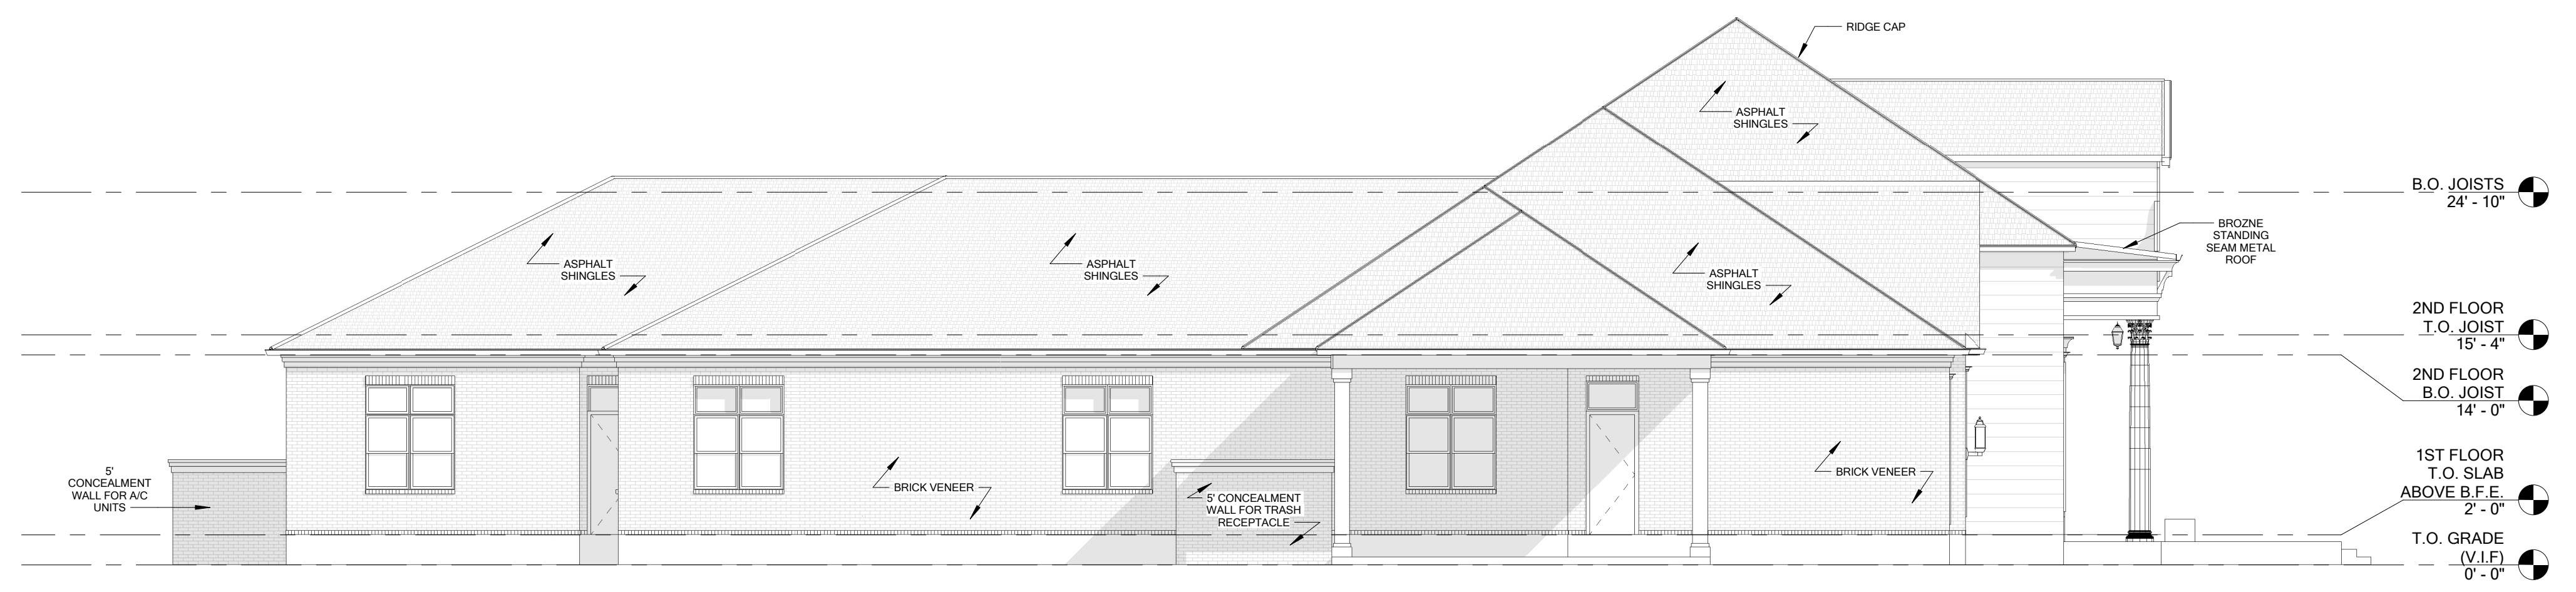 RIDGE CAP
ASPHALT
SHINGLES
B.O. JOISTS
24' - 10"
BROZNE
STANDING
SEAM METAL
ROOF
ASPHALT
SHINGLES
ASPHALT
SHINGLES
ASPHALT
SHINGLES
2ND FLOOR
T.O. JOIST
15' - 4"
2ND FLOOR
B.O. JOIST
14' - 0"
5'
CONCEALMENT
WALL FOR A/C
UNITS
BRICK VENEER
5' CONCEALMENT
WALL FOR TRASH
RECEPTACLE
BRICK VENEER
1ST FLOOR
T.O. SLAB
ABOVE B.F.E.
2' - 0"
T.O. GRADE
(V.I.F)
0' - 0"